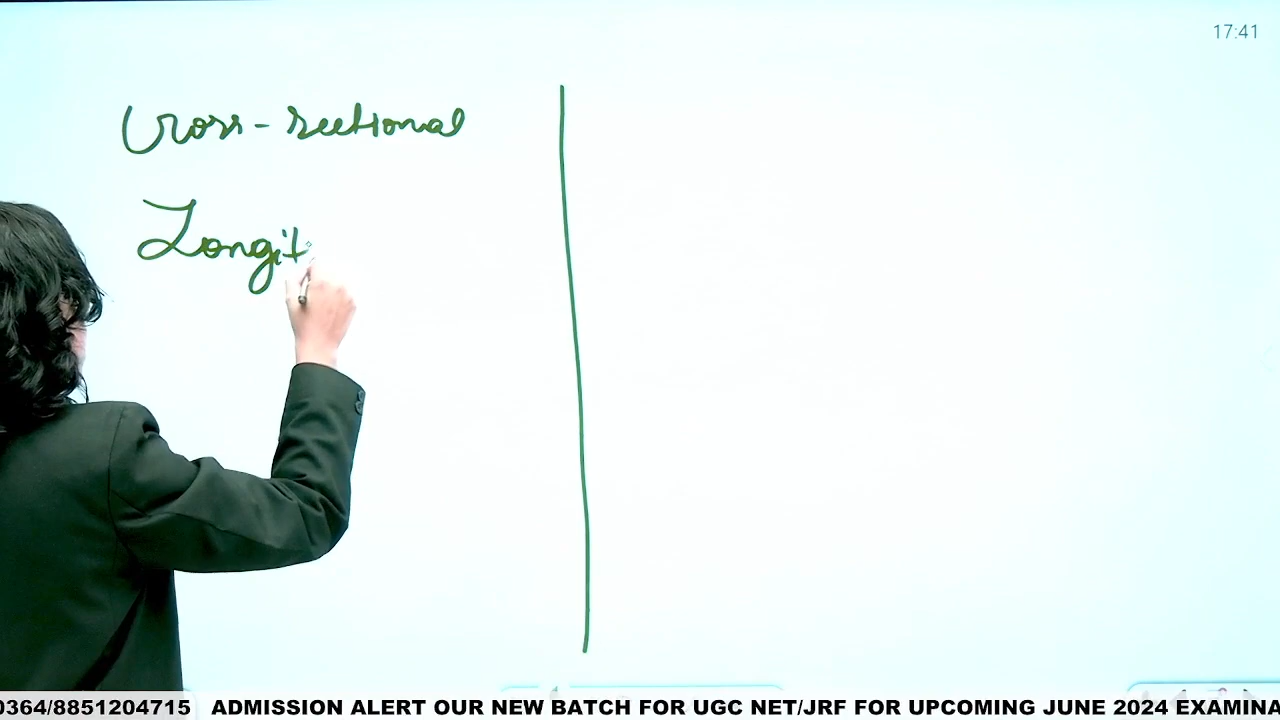 17:41
Cross-sectional
Longit
0364/8851204715 ADMISSION ALERT OUR NEW BATCH FOR UGC NET/JRF FOR UPCOMING JUNE 2024 EXAMINA